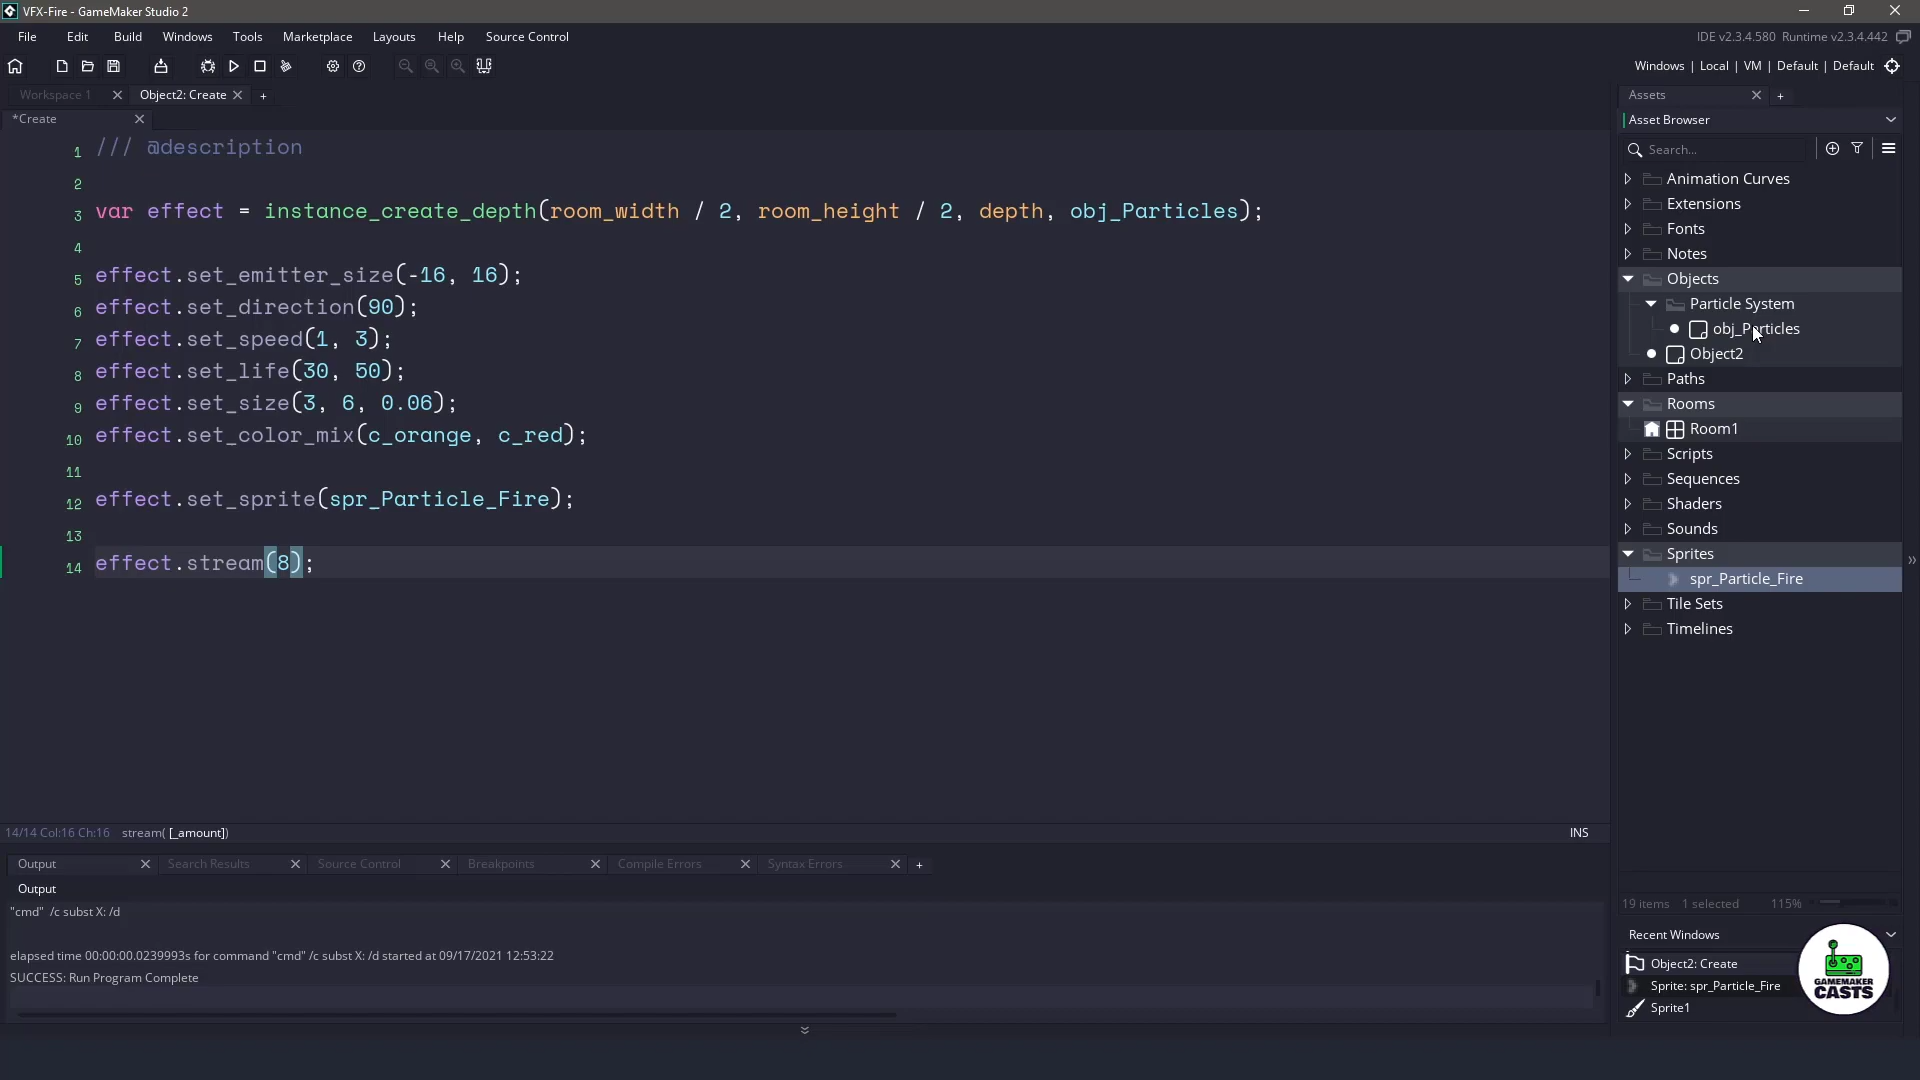 VFX-Fire - GameMaker Studio 2
File Edit Build Windows Tools Marketplace Layouts Help Source Control
IDE v2.3.4.580 Runtime v2.3.4.442
Windows | Local | VM | Default | Default
Workspace 1 Object2: Create
*Create
1 /// @description
2
3 var effect = instance_create_depth(room_width / 2, room_height / 2, depth, obj_Particles);
4
5 effect.set_emitter_size(-16, 16);
6 effect.set_direction(90);
7 effect.set_speed(1, 3);
8 effect.set_life(30, 50);
9 effect.set_size(3, 6, 0.06);
10 effect.set_color_mix(c_orange, c_red);
11
12 effect.set_sprite(spr_Particle_Fire);
13
14 effect.stream(8);
14/14 Col:16 Ch:16 stream( [_amount])
INS
Output Search Results Source Control Breakpoints Compile Errors Syntax Errors
Output
"cmd" /c subst X: /d
elapsed time 00:00:00.0239993s for command "cmd" /c subst X: /d started at 09/17/2021 12:53:22
SUCCESS: Run Program Complete
Assets
Asset Browser
Search...
Animation Curves
Extensions
Fonts
Notes
Objects
Particle System
obj_Particles
Object2
Paths
Rooms
Room1
Scripts
Sequences
Shaders
Sounds
Sprites
spr_Particle_Fire
Tile Sets
Timelines
19 items 1 selected 115%
Recent Windows
Object2: Create
Sprite: spr_Particle_Fire
Sprite1
GAMEMAKER
CASTS